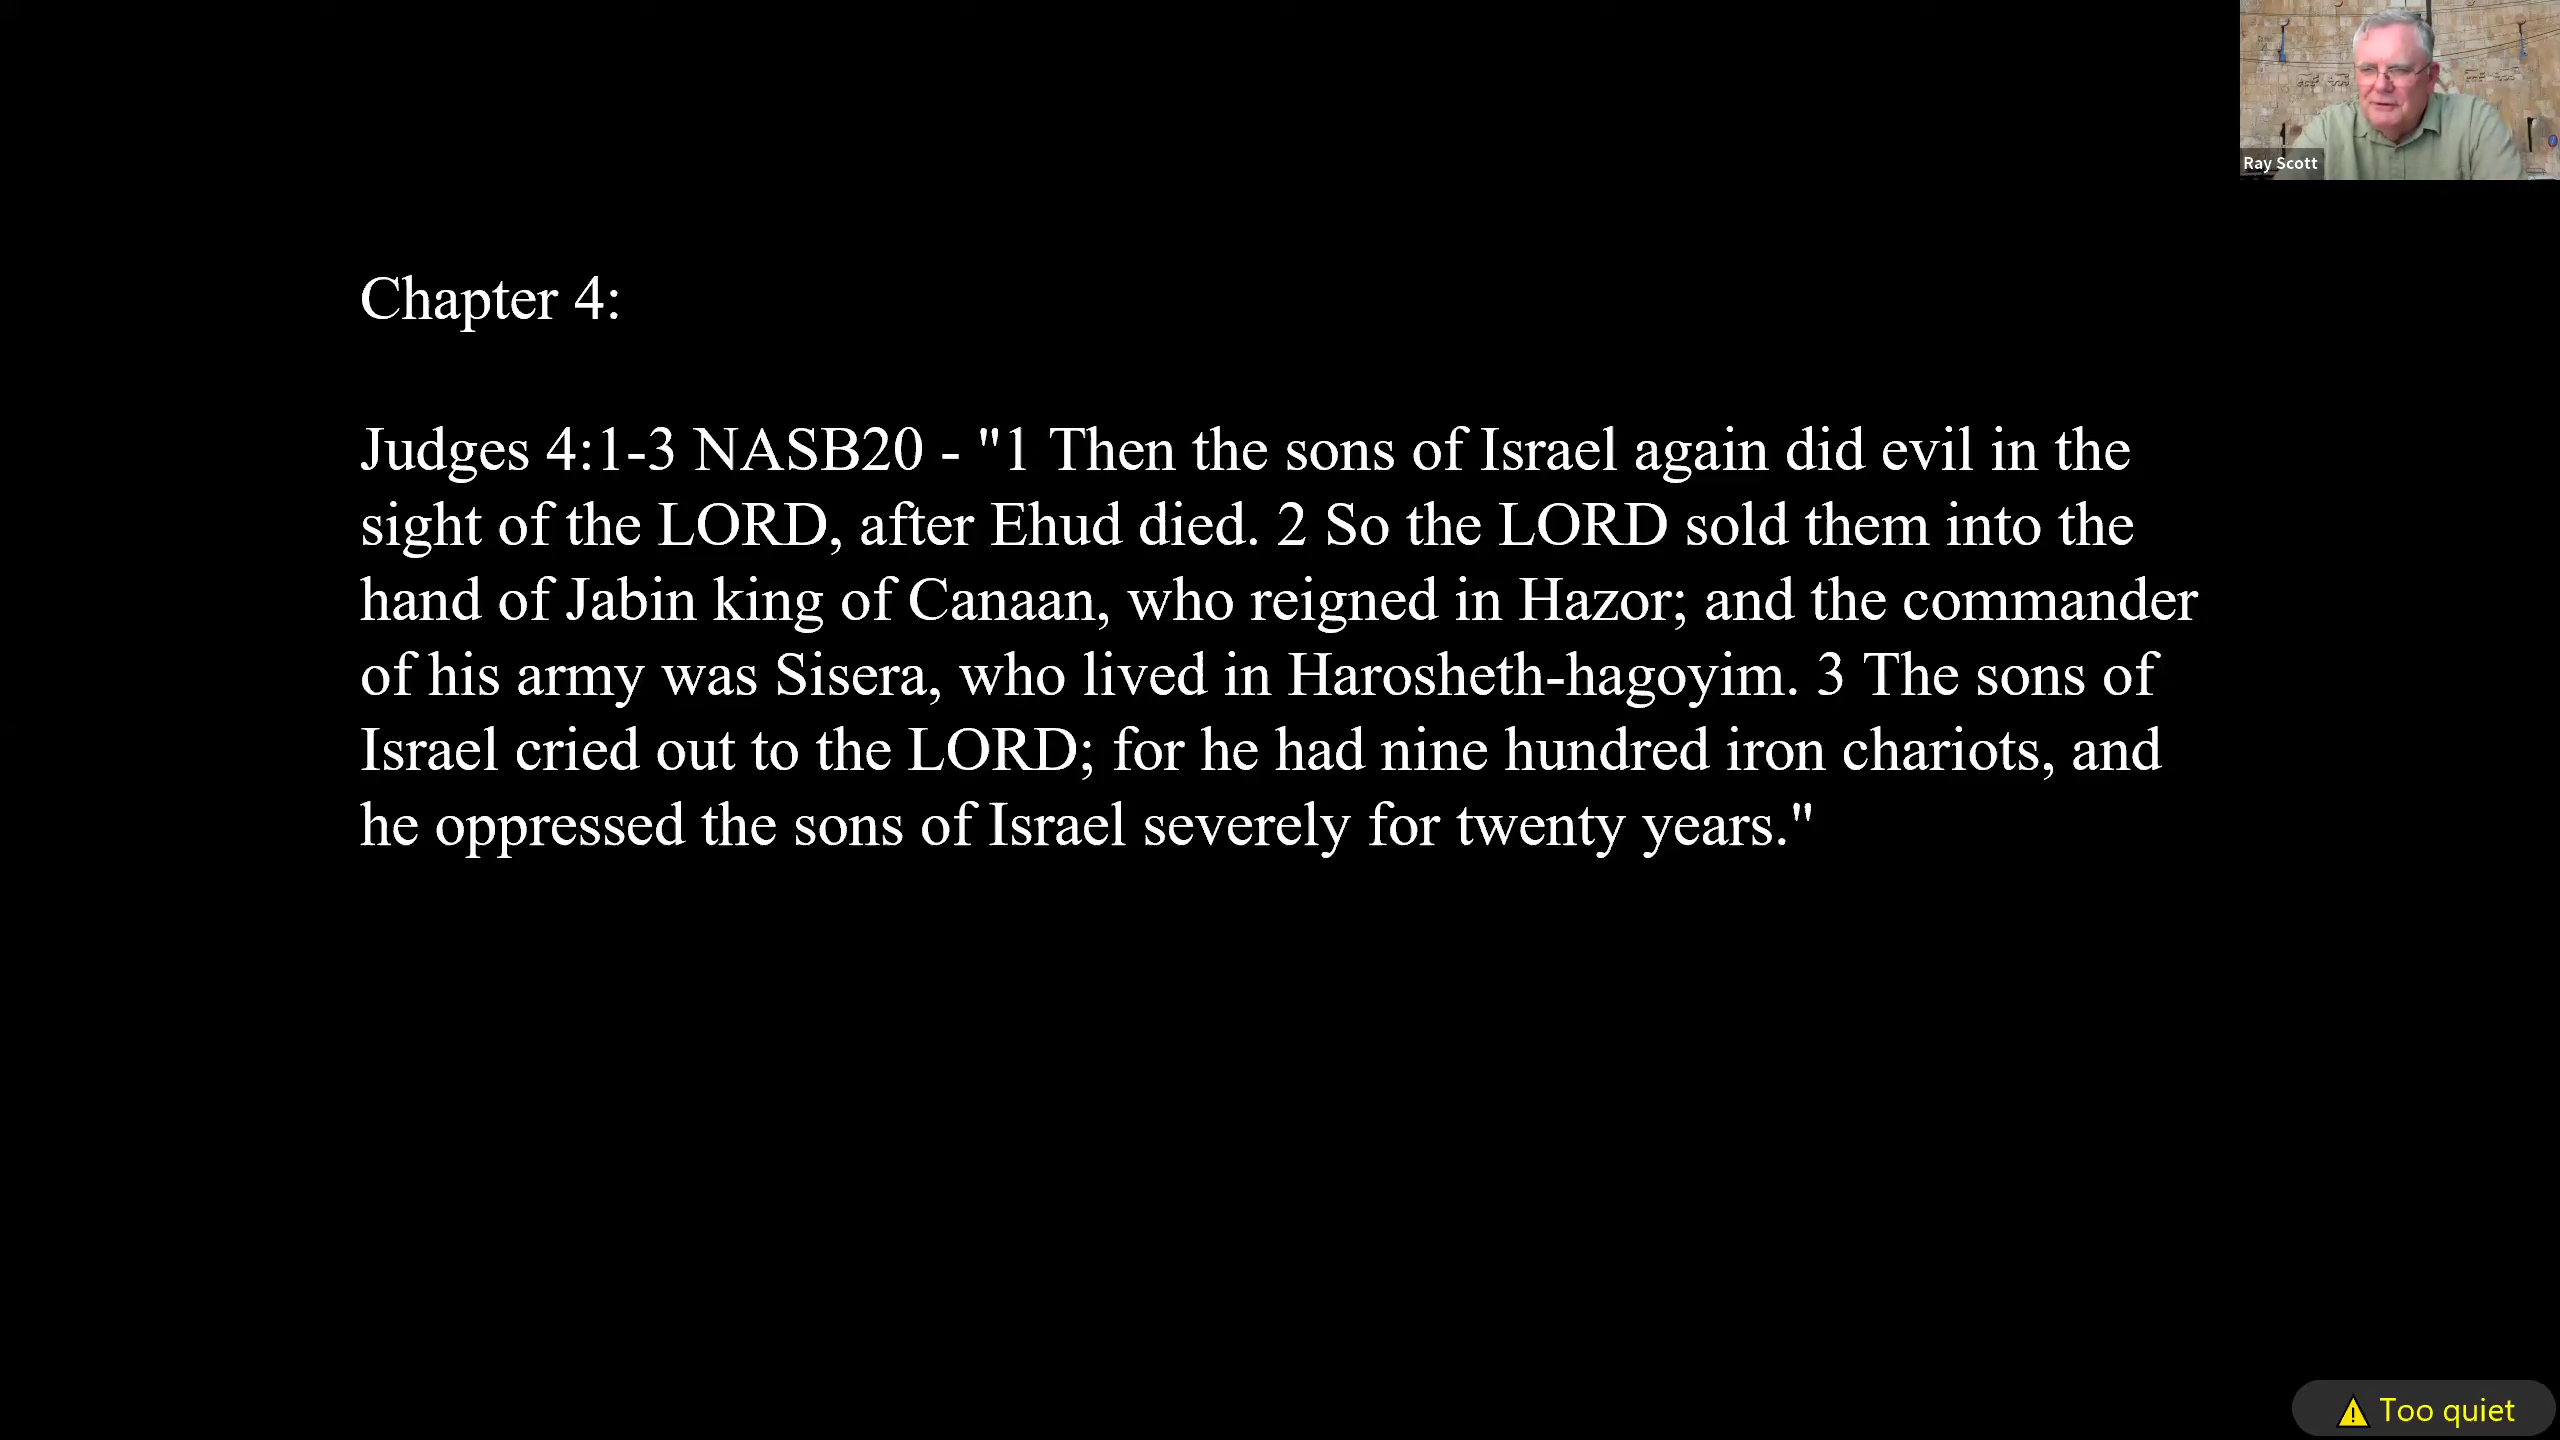 Ray Scott
Chapter 4:
Judges 4:1-3 NASB20 - "1 Then the sons of Israel again did evil in the
sight of the LORD, after Ehud died. 2 So the LORD sold them into the
hand of Jabin king of Canaan, who reigned in Hazor; and the commander
of his army was Sisera, who lived in Harosheth-hagoyim. 3 The sons of
Israel cried out to the LORD; for he had nine hundred iron chariots, and
he oppressed the sons of Israel severely for twenty years."
Too quiet